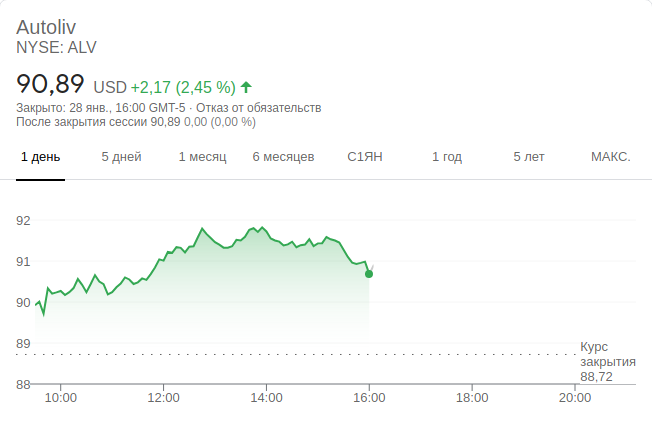 Autoliv
NYSE: ALV
90,89 USD +2,17 (2,45 %)
Закрыто: 28 янв., 16:00 GMT-5 · Отказ от обязательств
После закрытия сессии 90,89 0,00 (0,00 %)
1 день 5 дней 1 месяц 6 месяцев С1ЯН 1 год 5 лет МАКС.
92
91
90
89
Курс
закрытия
88,72
88
10:00 12:00 14:00 16:00 18:00 20:00